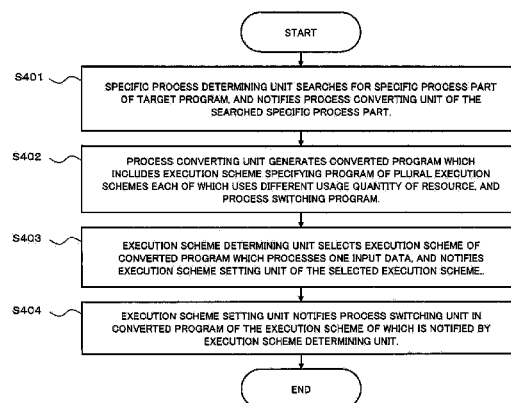 START
S401
SPECIFIC PROCESS DETERMINING UNIT SEARCHES FOR SPECIFIC PROCESS PART
OF TARGET PROGRAM, AND NOTIFIES PROCESS CONVERTING UNIT OF THE
SEARCHED SPECIFIC PROCESS PART.
S402
PROCESS CONVERTING UNIT GENERATES CONVERTED PROGRAM WHICH
INCLUDES EXECUTION SCHEME SPECIFYING PROGRAM OF PLURAL EXECUTION
SCHEMES EACH OF WHICH USES DIFFERENT USAGE QUANTITY OF RESOURCE, AND
PROCESS SWITCHING PROGRAM.
S403
EXECUTION SCHEME DETERMINING UNIT SELECTS EXECUTION SCHEME OF
CONVERTED PROGRAM WHICH PROCESSES ONE INPUT DATA, AND NOTIFIES
EXECUTION SCHEME SETTING UNIT OF THE SELECTED EXECUTION SCHEME..
S404
EXECUTION SCHEME SETTING UNIT NOTIFIES PROCESS SWITCHING UNIT IN
CONVERTED PROGRAM OF THE EXECUTION SCHEME OF WHICH IS NOTIFIED BY
EXECUTION SCHEME DETERMINING UNIT.
END